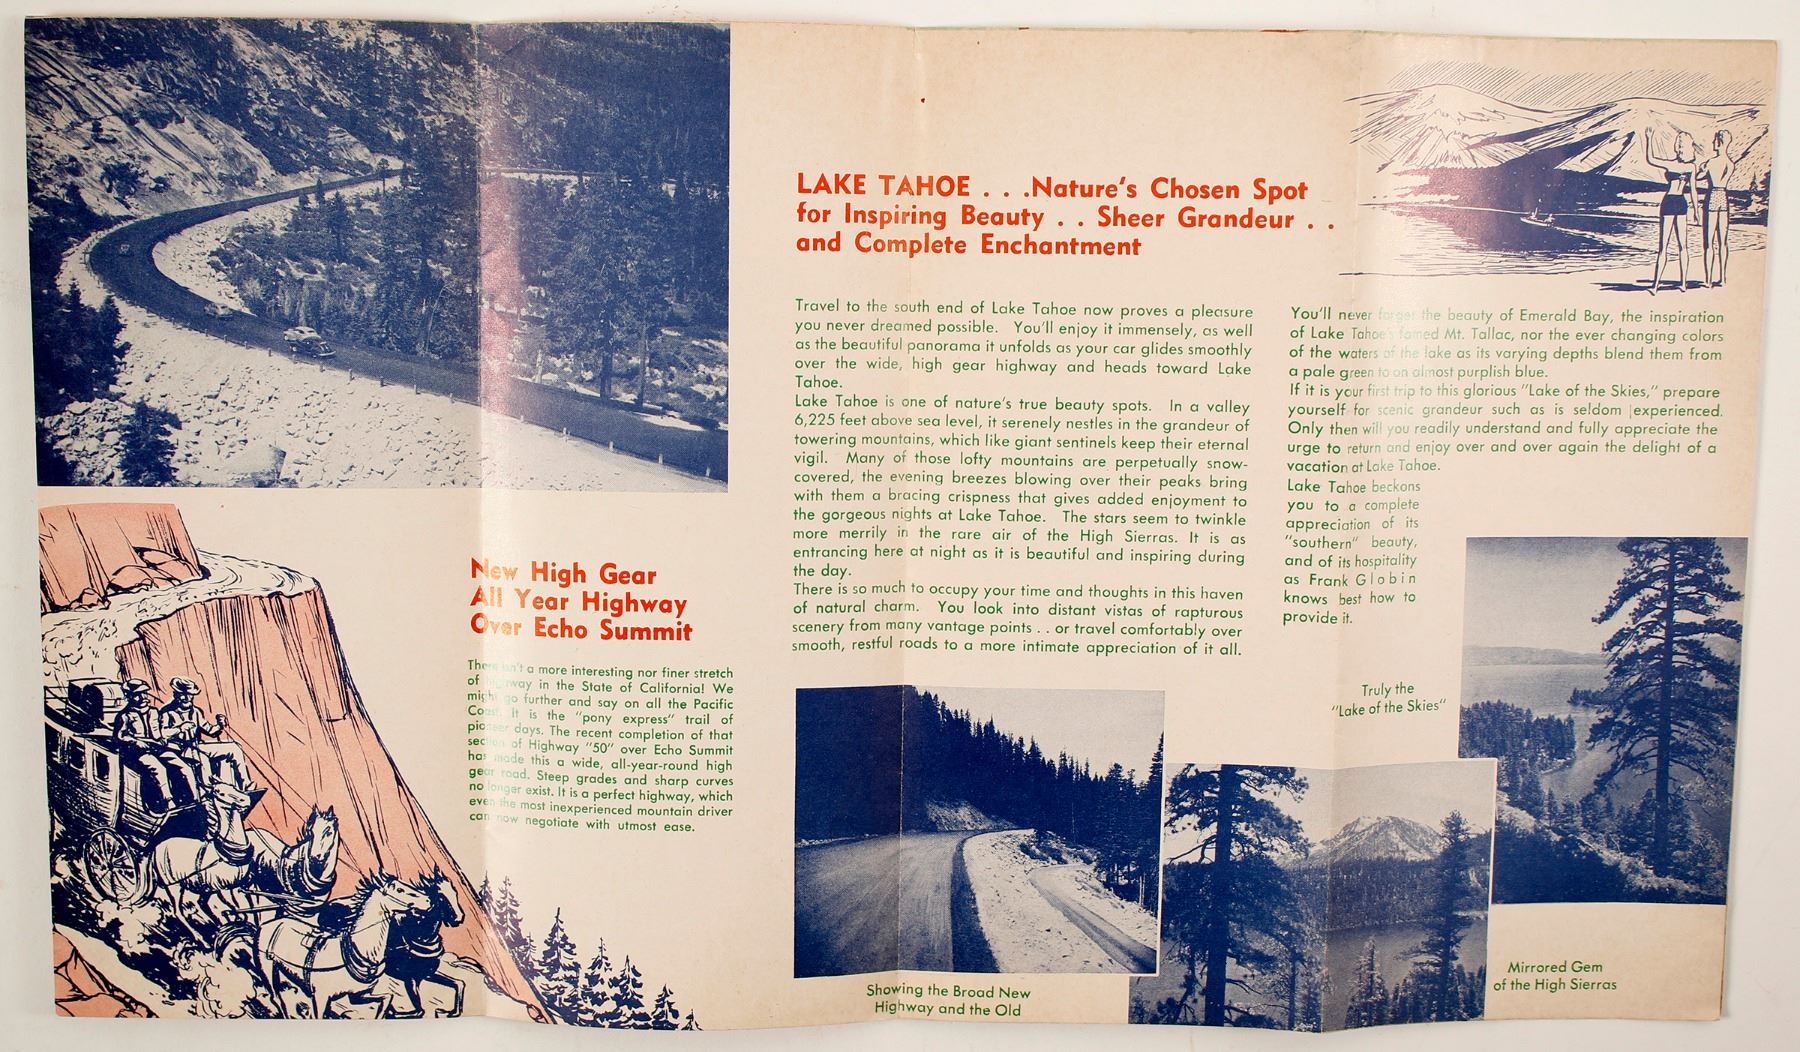 LAKE TAHOE . . .Nature's Chosen Spot
for Inspiring Beauty . . Sheer Grandeur . .
and Complete Enchantment
Travel to the south end of Lake Tahoe now proves a pleasure
you never dreamed possible. You'll enjoy it immensely, as well
as the beautiful panorama it unfolds as your car glides smoothly
over the wide, high gear highway and heads toward Lake
Tahoe.
Lake Tahoe is one of nature's true beauty spots. In a valley
6,225 feet above sea level, it serenely nestles in the grandeur of
towering mountains, which like giant sentinels keep their eternal
vigil. Many of those lofty mountains are perpetually snow-
covered, the evening breezes blowing over their peaks bring
with them a bracing crispness that gives added enjoyment to
the gorgeous nights at Lake Tahoe. The stars seem to twinkle
more merrily in the rare air of the High Sierras. It is as
entrancing here at night as it is beautiful and inspiring during
the day.
There is so much to occupy your time and thoughts in this haven
of natural charm. You look into distant vistas of rapturous
scenery from many vantage points . . or travel comfortably over
smooth, restful roads to a more intimate appreciation of it all.
You'll never forget the beauty of Emerald Bay, the inspiration
of Lake Tahoe's famed Mt. Tallac, nor the ever changing colors
of the waters of the lake as its varying depths blend them from
a pale green to an almost purplish blue.
If it is your first trip to this glorious "Lake of the Skies," prepare
yourself for scenic grandeur such as is seldom experienced.
Only then will you readily understand and fully appreciate the
urge to return and enjoy over and over again the delight of a
vacation at Lake Tahoe.
Lake Tahoe beckons
you to a complete
appreciation of its
"southern" beauty,
and of its hospitality
as Frank Globin
knows best how to
provide it.
New High Gear
All Year Highway
Over Echo Summit
There isn't a more interesting nor finer stretch
of highway in the State of California! We
might go further and say on all the Pacific
Coast. It is the "pony express" trail of
pioneer days. The recent completion of that
section of Highway "50" over Echo Summit
has made this a wide, all-year-round high
gear road. Steep grades and sharp curves
no longer exist. It is a perfect highway, which
even the most inexperienced mountain driver
can now negotiate with utmost ease.
Truly the
"Lake of the Skies"
Showing the Broad New
Highway and the Old
Mirrored Gem
of the High Sierras